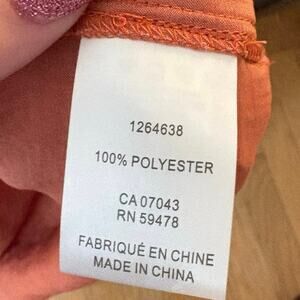 1264638
100% POLYESTER
CA 07043
RN 59478
FABRIQUÉ EN CHINE
MADE IN CHINA